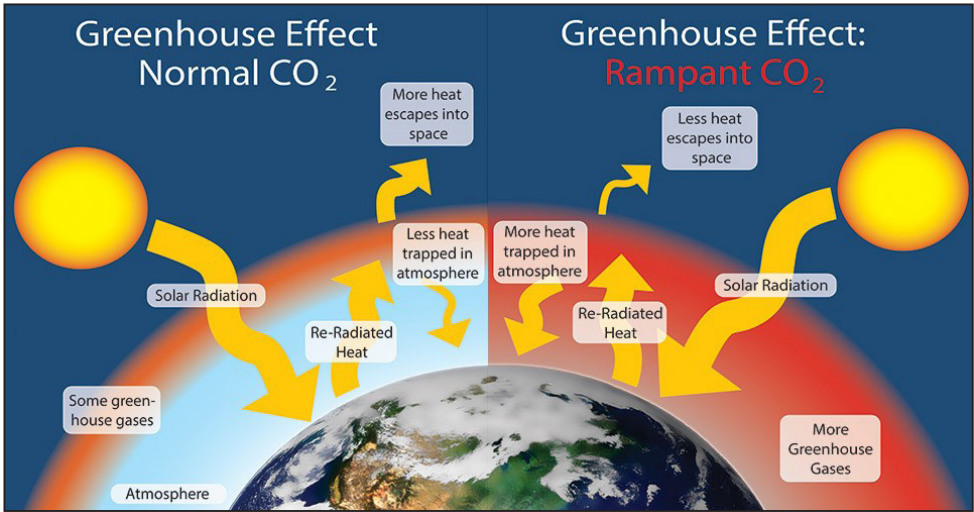 Greenhouse Effect
Normal CO₂
More heat
escapes into
space
Less heat
trapped in
atmosphere
Solar Radiation
Re-Radiated
Heat
Some green-
house gases
Atmosphere
Greenhouse Effect:
Rampant CO₂
Less heat
escapes into
space
More heat
trapped in
atmosphere
Solar Radiation
Re-Radiated
Heat
More
Greenhouse
Gases